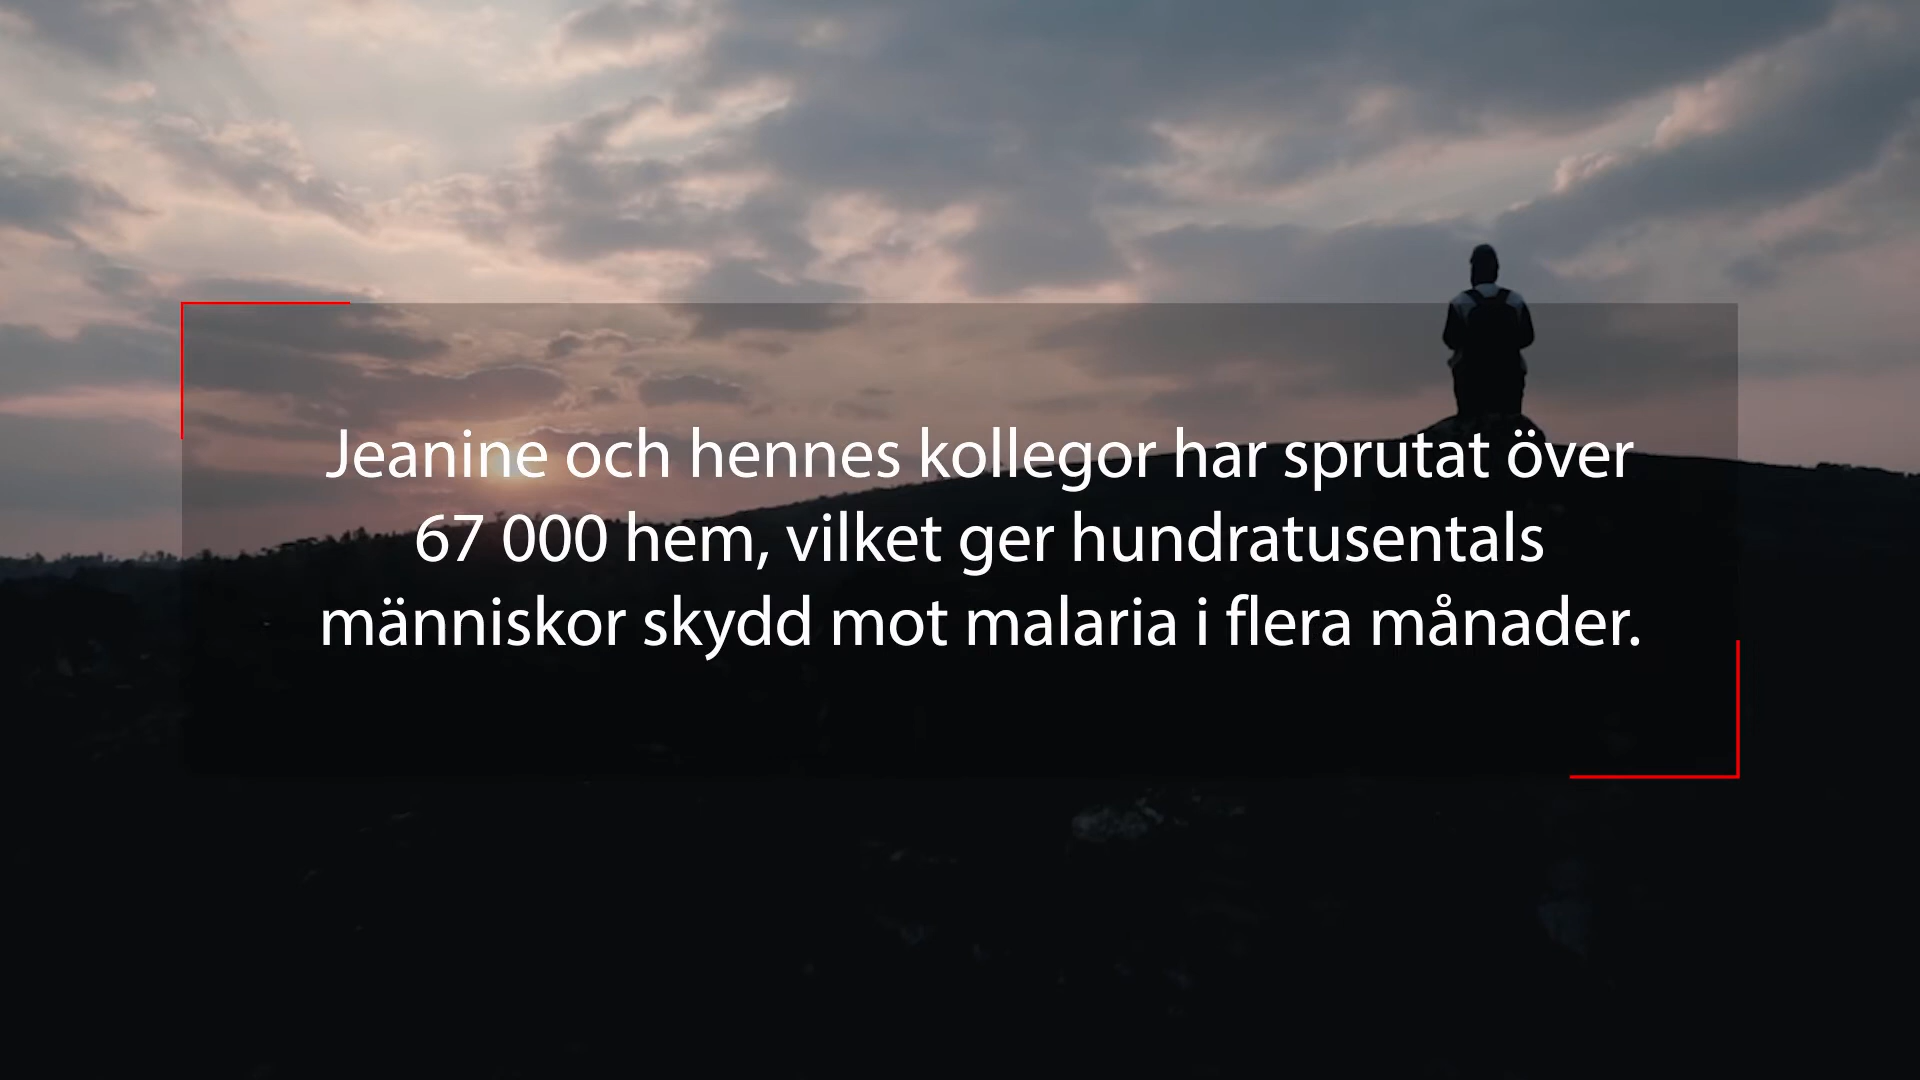 Jeanine och hennes kollegor har sprutat över
67 000 hem, vilket ger hundratusentals
människor skydd mot malaria i flera månader.